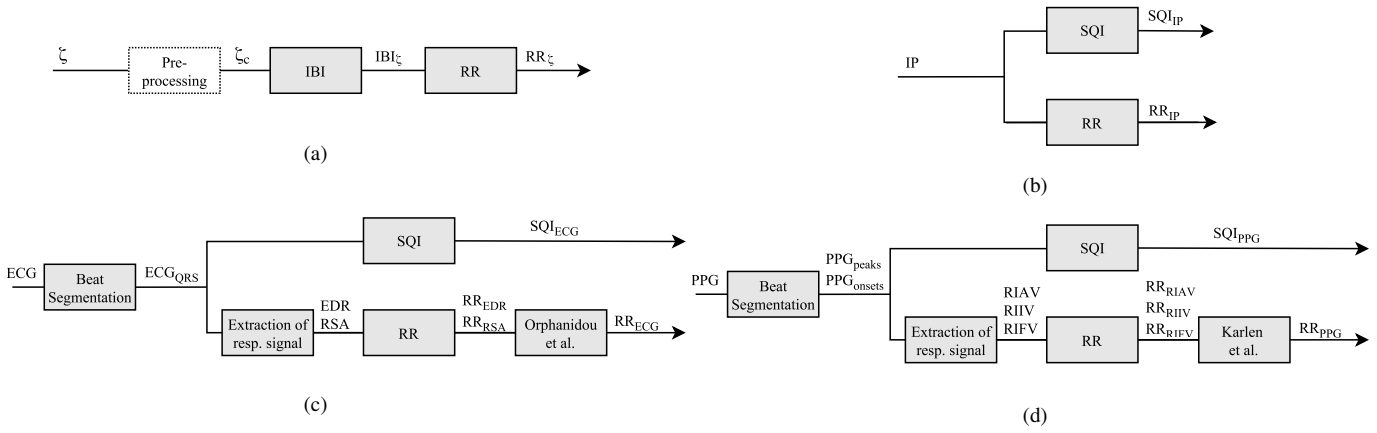 ζ
Pre-
processing
ζc
IBI
IBIζ
RR
RRζ
(a)
IP
SQI
SQIIP
RR
RRIP
(b)
ECG
Beat
Segmentation
ECGQRS
SQI
SQIECG
Extraction of
resp. signal
EDR
RSA
RR
RREDR
RRRSA
Orphanidou
et al.
RRECG
(c)
PPG
Beat
Segmentation
PPGpeaks
PPGonsets
SQI
SQIPPG
Extraction of
resp. signal
RIAV
RIIV
RIFV
RR
RRRIAV
RRRIIV
RRRIFV
Karlen
et al.
RRPPG
(d)